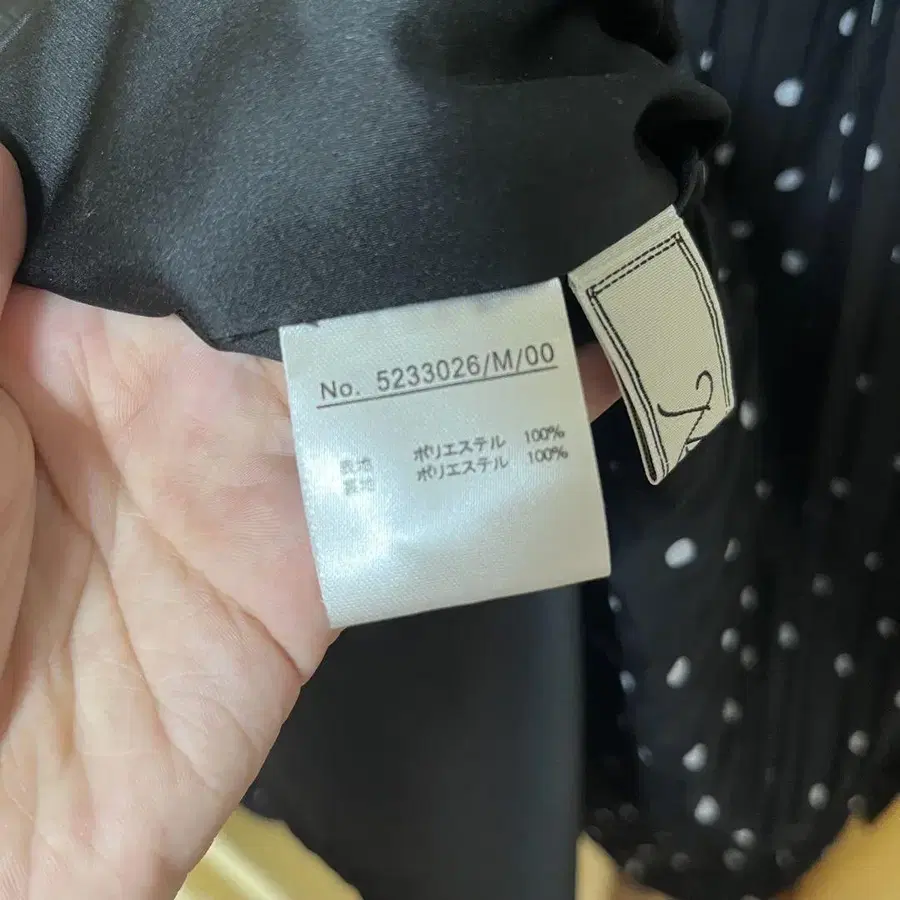 No. 5233026/M/00
表地 ポリエステル 100%
裏地 ポリエステル 100%